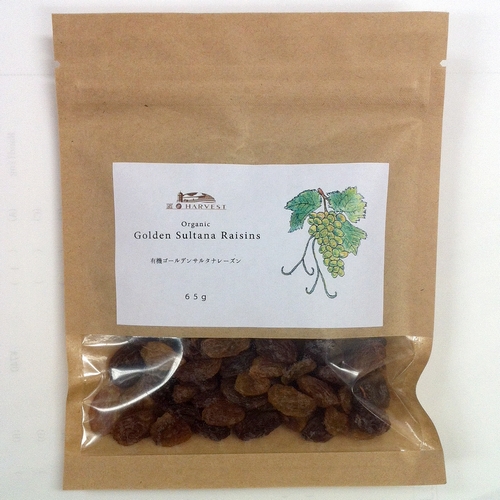 HARVEST
Organic
Golden Sultana Raisins
有機ゴールデンサルタナレーズン
65g